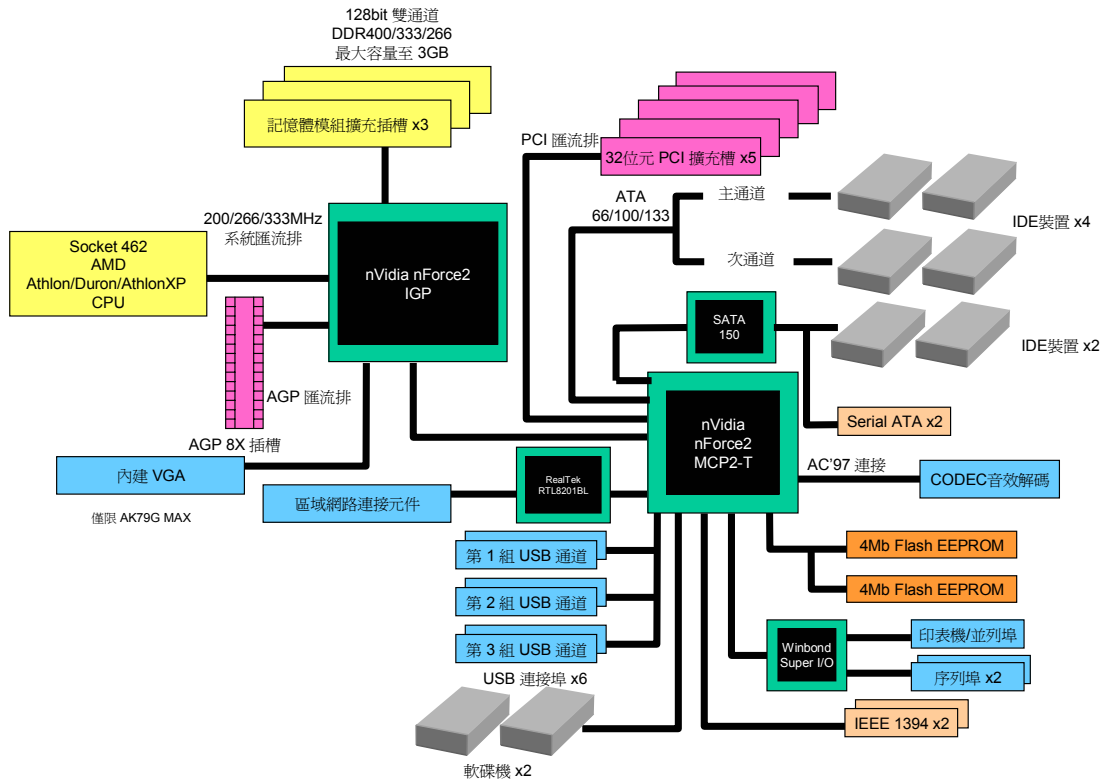 128bit 雙通道
DDR400/333/266
最大容量至 3GB
記憶體模組擴充插槽 x3
PCI 匯流排
32位元 PCI 擴充槽 x5
ATA
66/100/133
主通道
次通道
IDE裝置 x4
200/266/333MHz
系統匯流排
Socket 462
AMD
Athlon/Duron/AthlonXP
CPU
nVidia nForce2
IGP
SATA
150
IDE裝置 x2
AGP 匯流排
AGP 8X 插槽
nVidia
nForce2
MCP2-T
Serial ATA x2
內建 VGA
僅限 AK79G MAX
RealTek
RTL8201BL
區域網路連接元件
AC'97 連接
CODEC音效解碼
第 1 組 USB 通道
第 2 組 USB 通道
第 3 組 USB 通道
USB 連接埠 x6
4Mb Flash EEPROM
4Mb Flash EEPROM
Winbond
Super I/O
印表機/並列埠
序列埠 x2
IEEE 1394 x2
軟碟機 x2